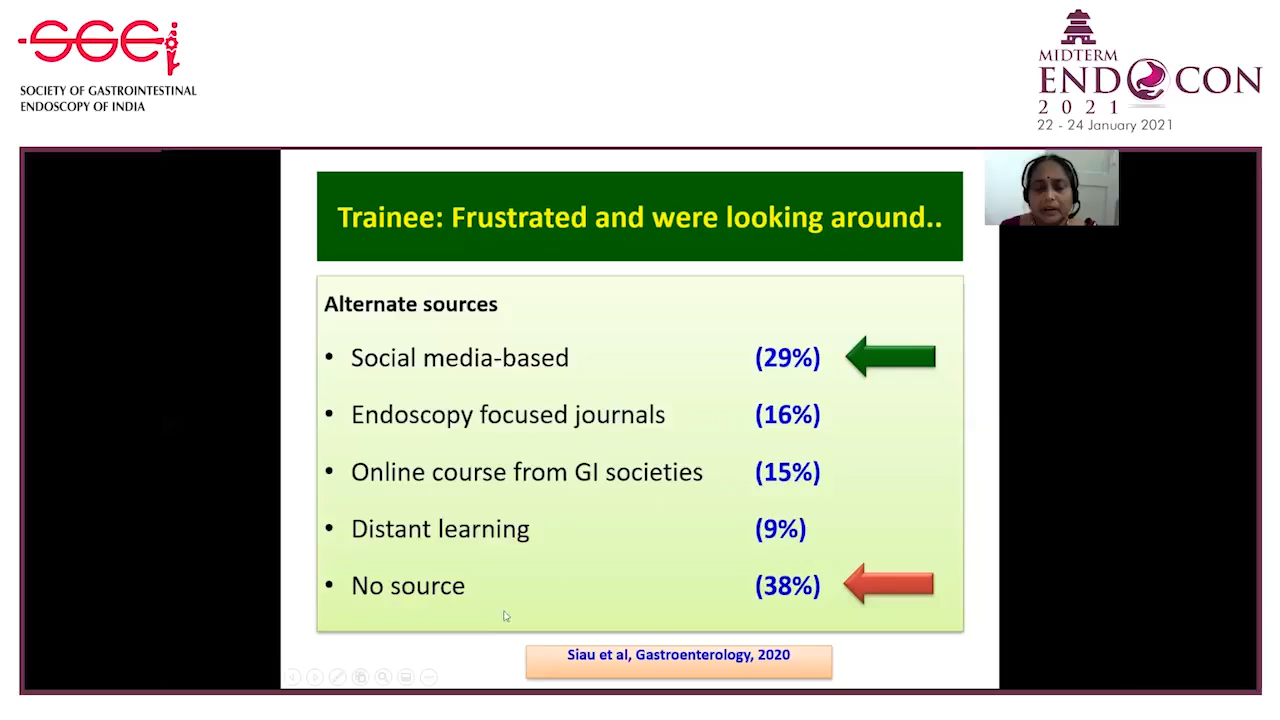 SGEi
SOCIETY OF GASTROINTESTINAL
ENDOSCOPY OF INDIA
MIDTERM
ENDOCON
2021
22 - 24 January 2021
Trainee: Frustrated and were looking around..
Alternate sources
• Social media-based (29%)
• Endoscopy focused journals (16%)
• Online course from GI societies (15%)
• Distant learning (9%)
• No source (38%)
Siau et al, Gastroenterology, 2020